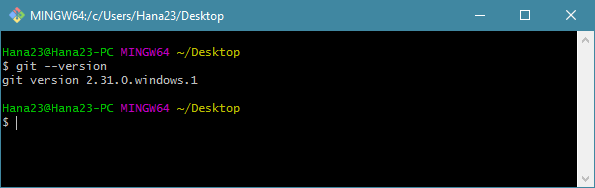 MINGW64:/c/Users/Hana23/Desktop
Hana23@Hana23-PC MINGW64 ~/Desktop
$ git --version
git version 2.31.0.windows.1
Hana23@Hana23-PC MINGW64 ~/Desktop
$